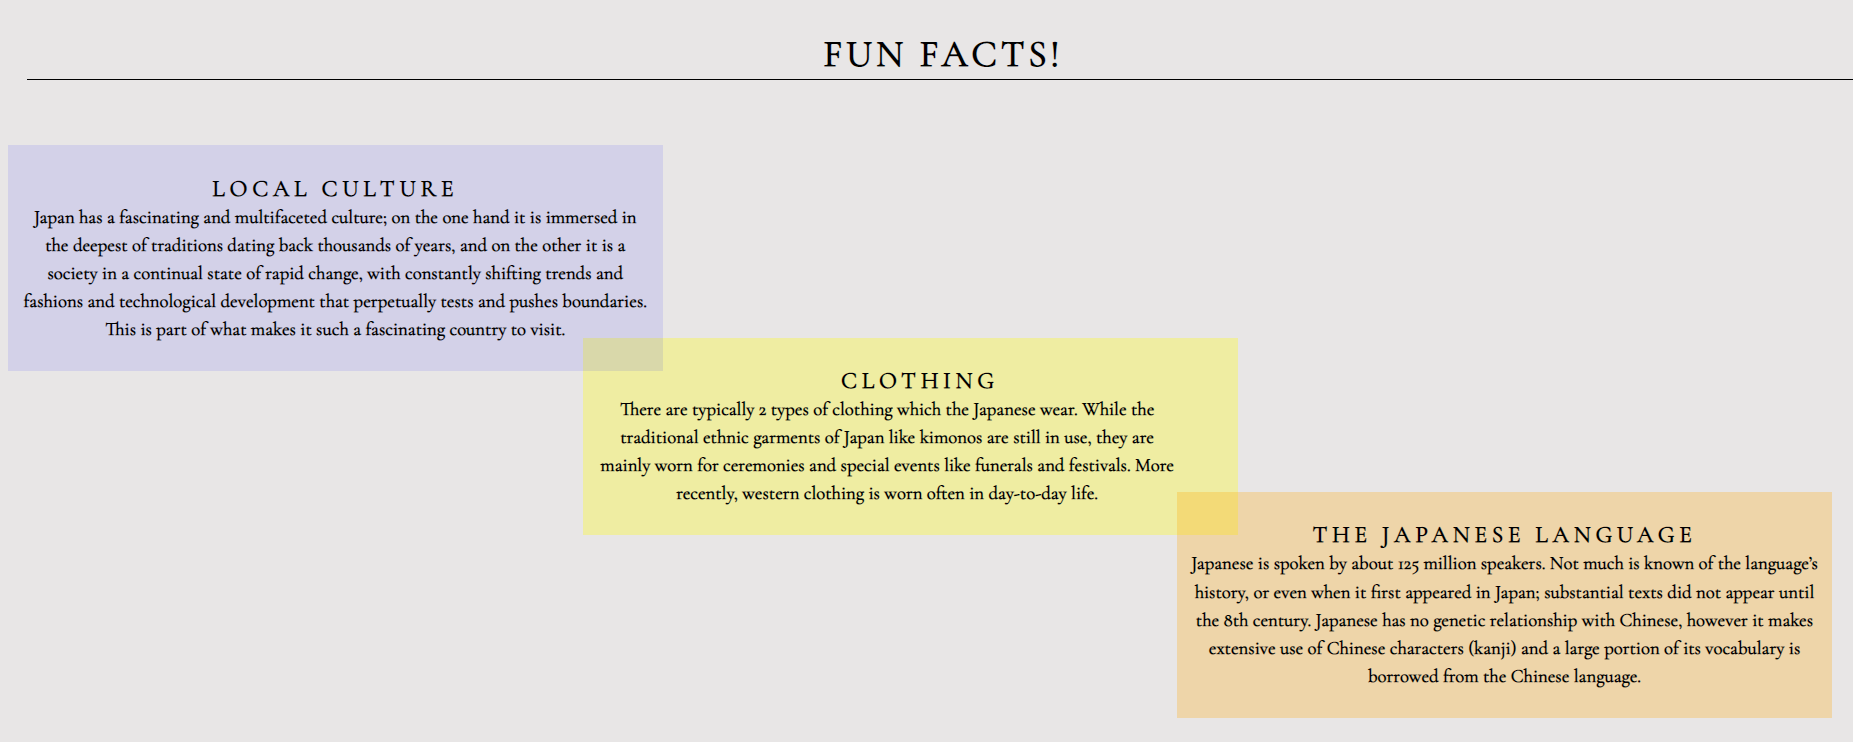 FUN FACTS!
LOCAL CULTURE
Japan has a fascinating and multifaceted culture; on the one hand it is immersed in
the deepest of traditions dating back thousands of years, and on the other it is a
society in a continual state of rapid change, with constantly shifting trends and
fashions and technological development that perpetually tests and pushes boundaries.
This is part of what makes it such a fascinating country to visit.
CLOTHING
There are typically 2 types of clothing which the Japanese wear. While the
traditional ethnic garments of Japan like kimonos are still in use, they are
mainly worn for ceremonies and special events like funerals and festivals. More
recently, western clothing is worn often in day-to-day life.
THE JAPANESE LANGUAGE
Japanese is spoken by about 125 million speakers. Not much is known of the language’s
history, or even when it first appeared in Japan; substantial texts did not appear until
the 8th century. Japanese has no genetic relationship with Chinese, however it makes
extensive use of Chinese characters (kanji) and a large portion of its vocabulary is
borrowed from the Chinese language.